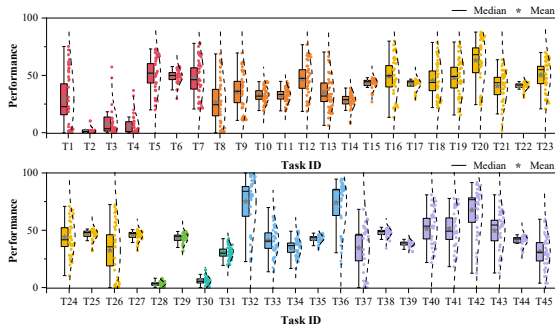 100
50
0
Performance
Median
Mean
T1 T2 T3 T4 T5 T6 T7 T8 T9 T10 T11 T12 T13 T14 T15 T16 T17 T18 T19 T20 T21 T22 T23
Task ID
100
50
0
Performance
Median
Mean
T24 T25 T26 T27 T28 T29 T30 T31 T32 T33 T34 T35 T36 T37 T38 T39 T40 T41 T42 T43 T44 T45
Task ID